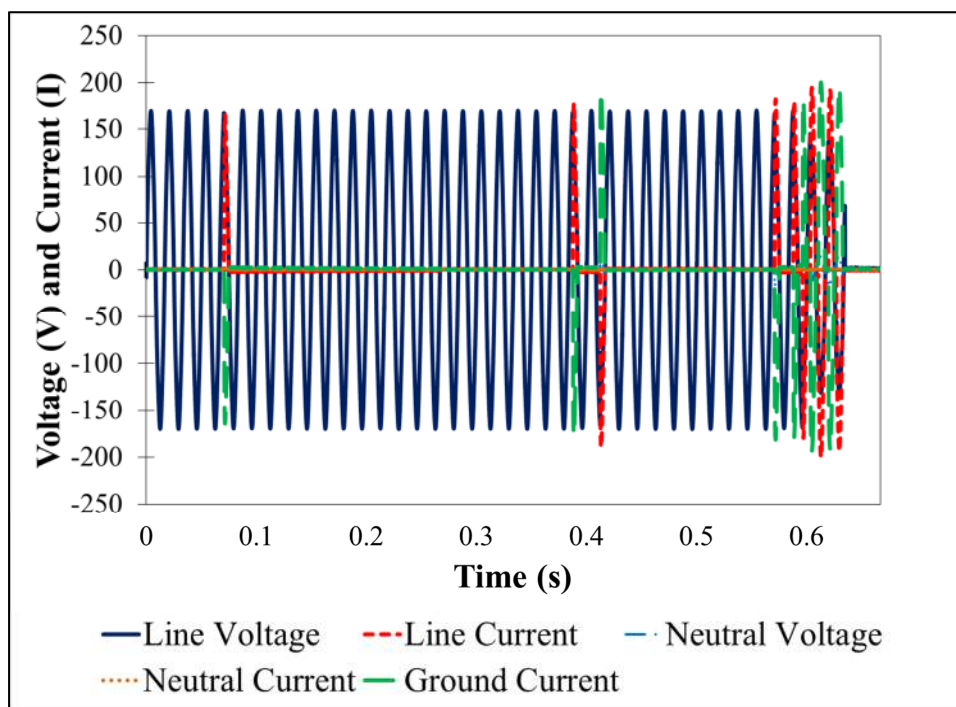 250
200
150
100
50
0
-50
-100
-150
-200
-250
Voltage (V) and Current (I)
0 0.1 0.2 0.3 0.4 0.5 0.6
Time (s)
Line Voltage Line Current Neutral Voltage
Neutral Current Ground Current